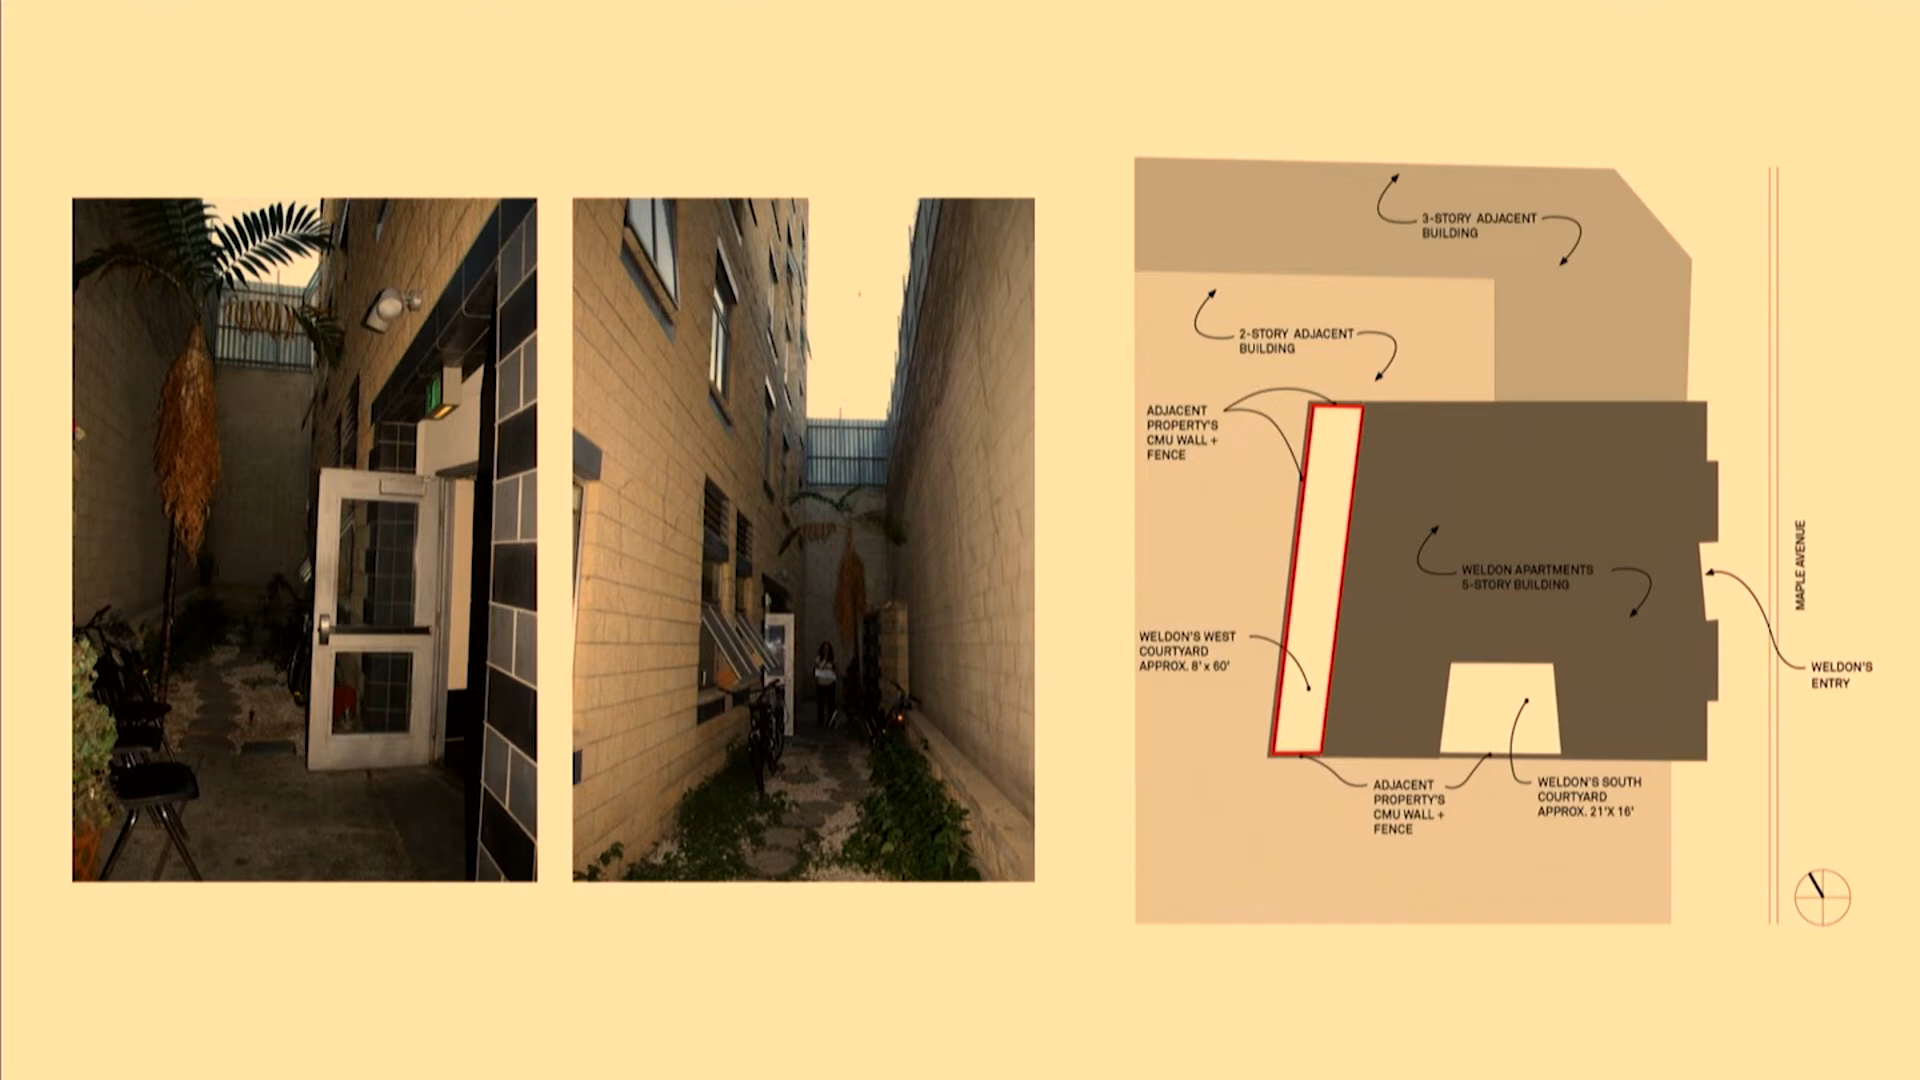 3-STORY ADJACENT
BUILDING
2-STORY ADJACENT
BUILDING
ADJACENT
PROPERTY'S
CMU WALL +
FENCE
WELDON APARTMENTS
5-STORY BUILDING
MAPLE AVENUE
WELDON'S WEST
COURTYARD
APPROX. 8' x 60'
WELDON'S
ENTRY
ADJACENT
PROPERTY'S
CMU WALL +
FENCE
WELDON'S SOUTH
COURTYARD
APPROX. 21'X 16'